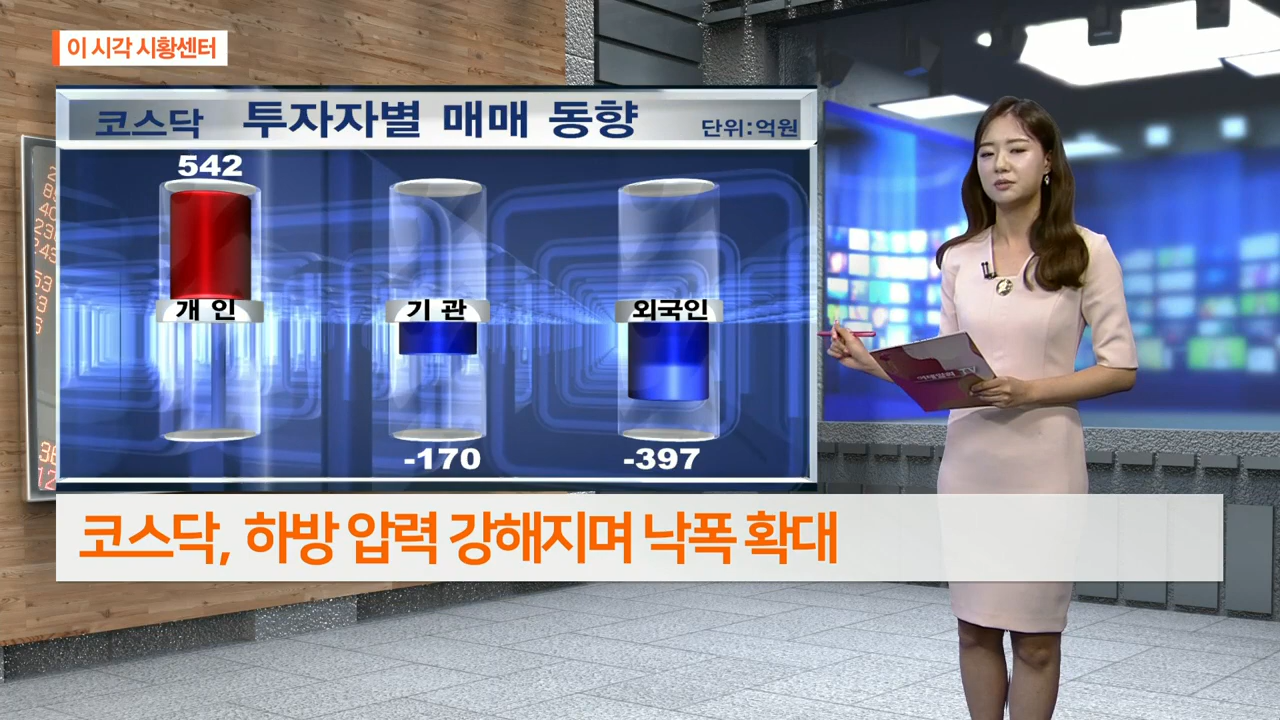 이 시각 시황센터
코스닥 투자자별 매매 동향 단위:억원
542
개 인 기 관 외국인
-170 -397
코스닥, 하방 압력 강해지며 낙폭 확대